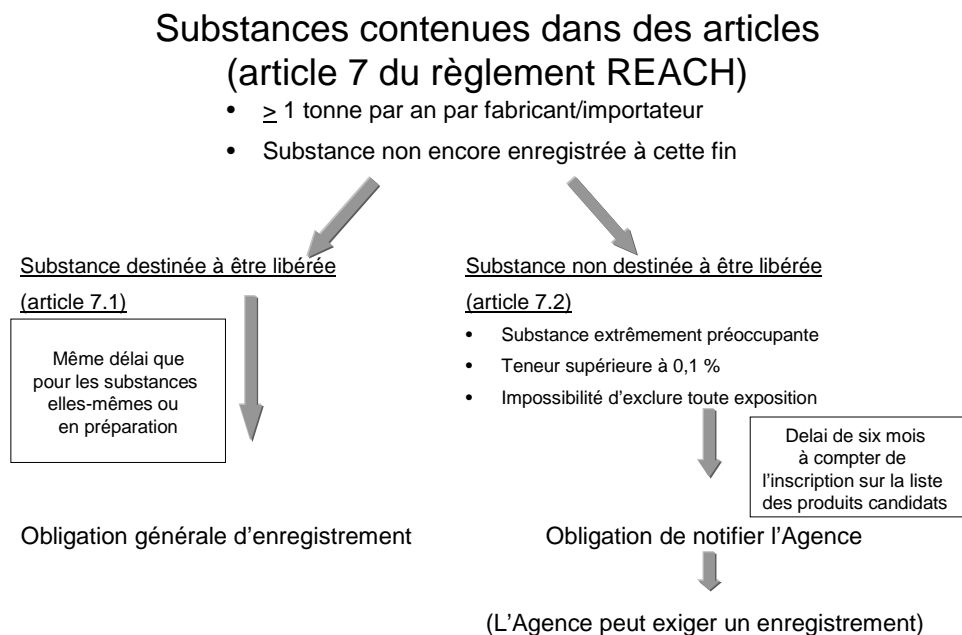 Substances contenues dans des articles
(article 7 du règlement REACH)
• > 1 tonne par an par fabricant/importateur
• Substance non encore enregistrée à cette fin
Substance destinée à être libérée
(article 7.1)
Même délai que
pour les substances
elles-mêmes ou
en préparation
Obligation générale d'enregistrement
Substance non destinée à être libérée
(article 7.2)
• Substance extrêmement préoccupante
• Teneur supérieure à 0,1 %
• Impossibilité d'exclure toute exposition
Delai de six mois
à compter de
l'inscription sur la liste
des produits candidats
Obligation de notifier l'Agence
(L'Agence peut exiger un enregistrement)